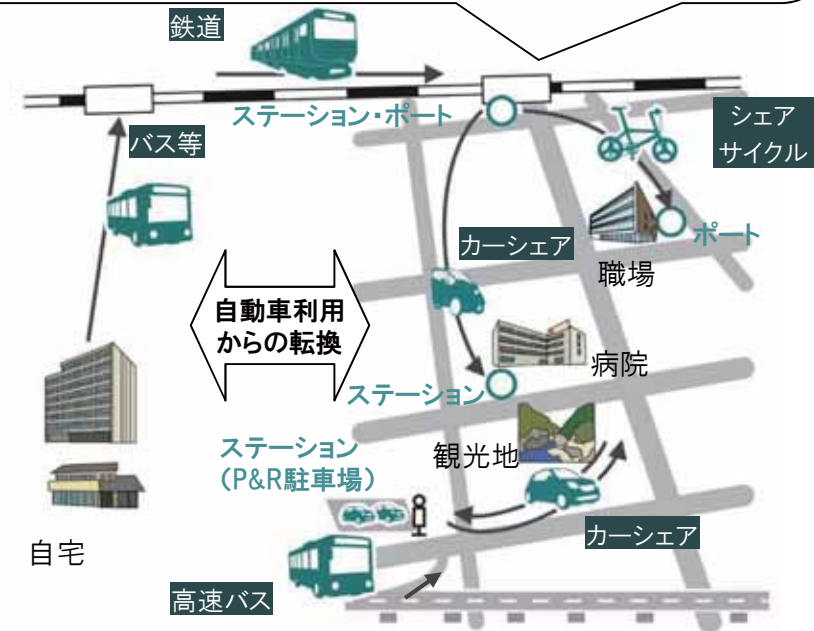 鉄道
ステーション・ポート
バス等
シェア
サイクル
カーシェア
ポート
職場
自動車利用
からの転換
病院
ステーション
ステーション
（P&R駐車場）
観光地
カーシェア
自宅
高速バス